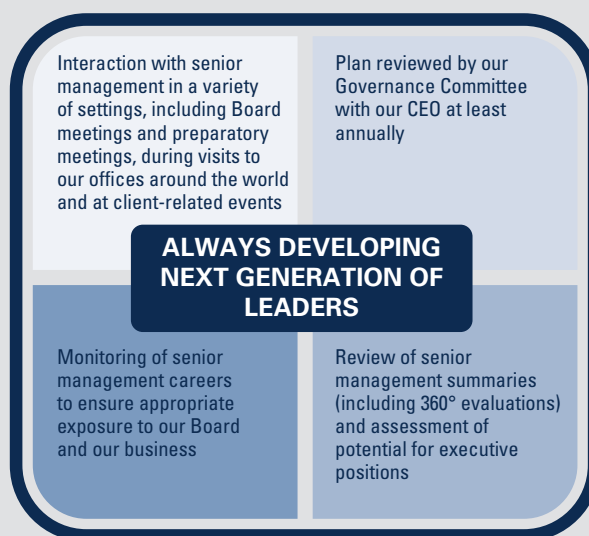 Interaction with senior
management in a variety
of settings, including Board
meetings and preparatory
meetings, during visits to
our offices around the world
and at client-related events
Plan reviewed by our
Governance Committee
with our CEO at least
annually
ALWAYS DEVELOPING
NEXT GENERATION OF
LEADERS
Monitoring of senior
management careers
to ensure appropriate
exposure to our Board
and our business
Review of senior
management summaries
(including 360° evaluations)
and assessment of
potential for executive
positions